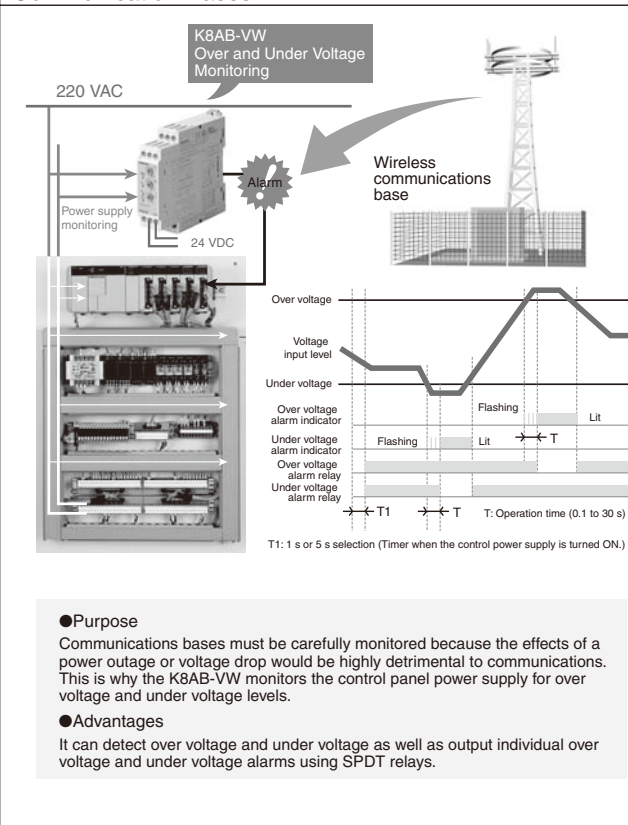 K8AB-VW
Over and Under Voltage
Monitoring
220 VAC
Alarm
Wireless
communications
base
Power supply
monitoring
24 VDC
Over voltage
Voltage
input level
Under voltage
Over voltage
alarm indicator
Flashing
Lit
Under voltage
alarm indicator
Flashing
Lit
T
Over voltage
alarm relay
Under voltage
alarm relay
T1
T
T: Operation time (0.1 to 30 s)
T1: 1 s or 5 s selection (Timer when the control power supply is turned ON.)
●Purpose
Communications bases must be carefully monitored because the effects of a
power outage or voltage drop would be highly detrimental to communications.
This is why the K8AB-VW monitors the control panel power supply for over
voltage and under voltage levels.
●Advantages
It can detect over voltage and under voltage as well as output individual over
voltage and under voltage alarms using SPDT relays.